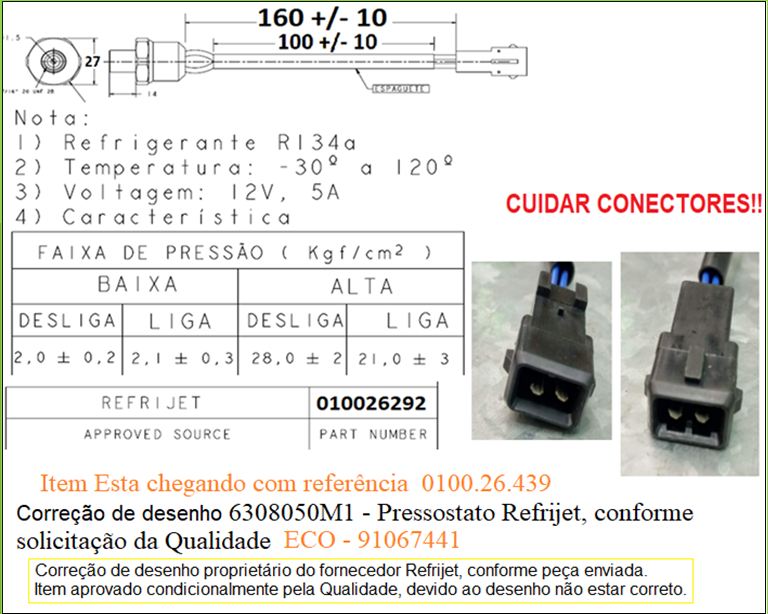 160 +/- 10
100 +/- 10
27
14
ESPAGUETE
Nota:
1) Refrigerante R134a
2) Temperatura: -30º a 120º
3) Voltagem: 12V, 5A
4) Característica
CUIDAR CONECTORES!!
FAIXA DE PRESSÃO ( Kgf/cm² )
BAIXA ALTA
DESLIGA LIGA DESLIGA LIGA
2,0 ± 0,2 2,1 ± 0,3 28,0 ± 2 21,0 ± 3
REFRIJET 010026292
APPROVED SOURCE PART NUMBER
Item Esta chegando com referência 0100.26.439
Correção de desenho 6308050M1 - Pressostato Refrijet, conforme
solicitação da Qualidade ECO - 91067441
Correção de desenho proprietário do fornecedor Refrijet, conforme peça enviada.
Item aprovado condicionalmente pela Qualidade, devido ao desenho não estar correto.